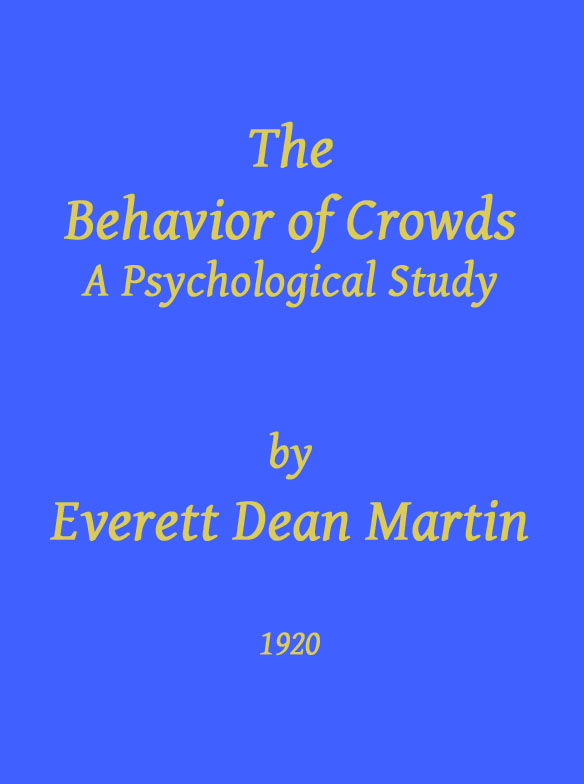 The
Behavior of Crowds
A Psychological Study
by
Everett Dean Martin
1920